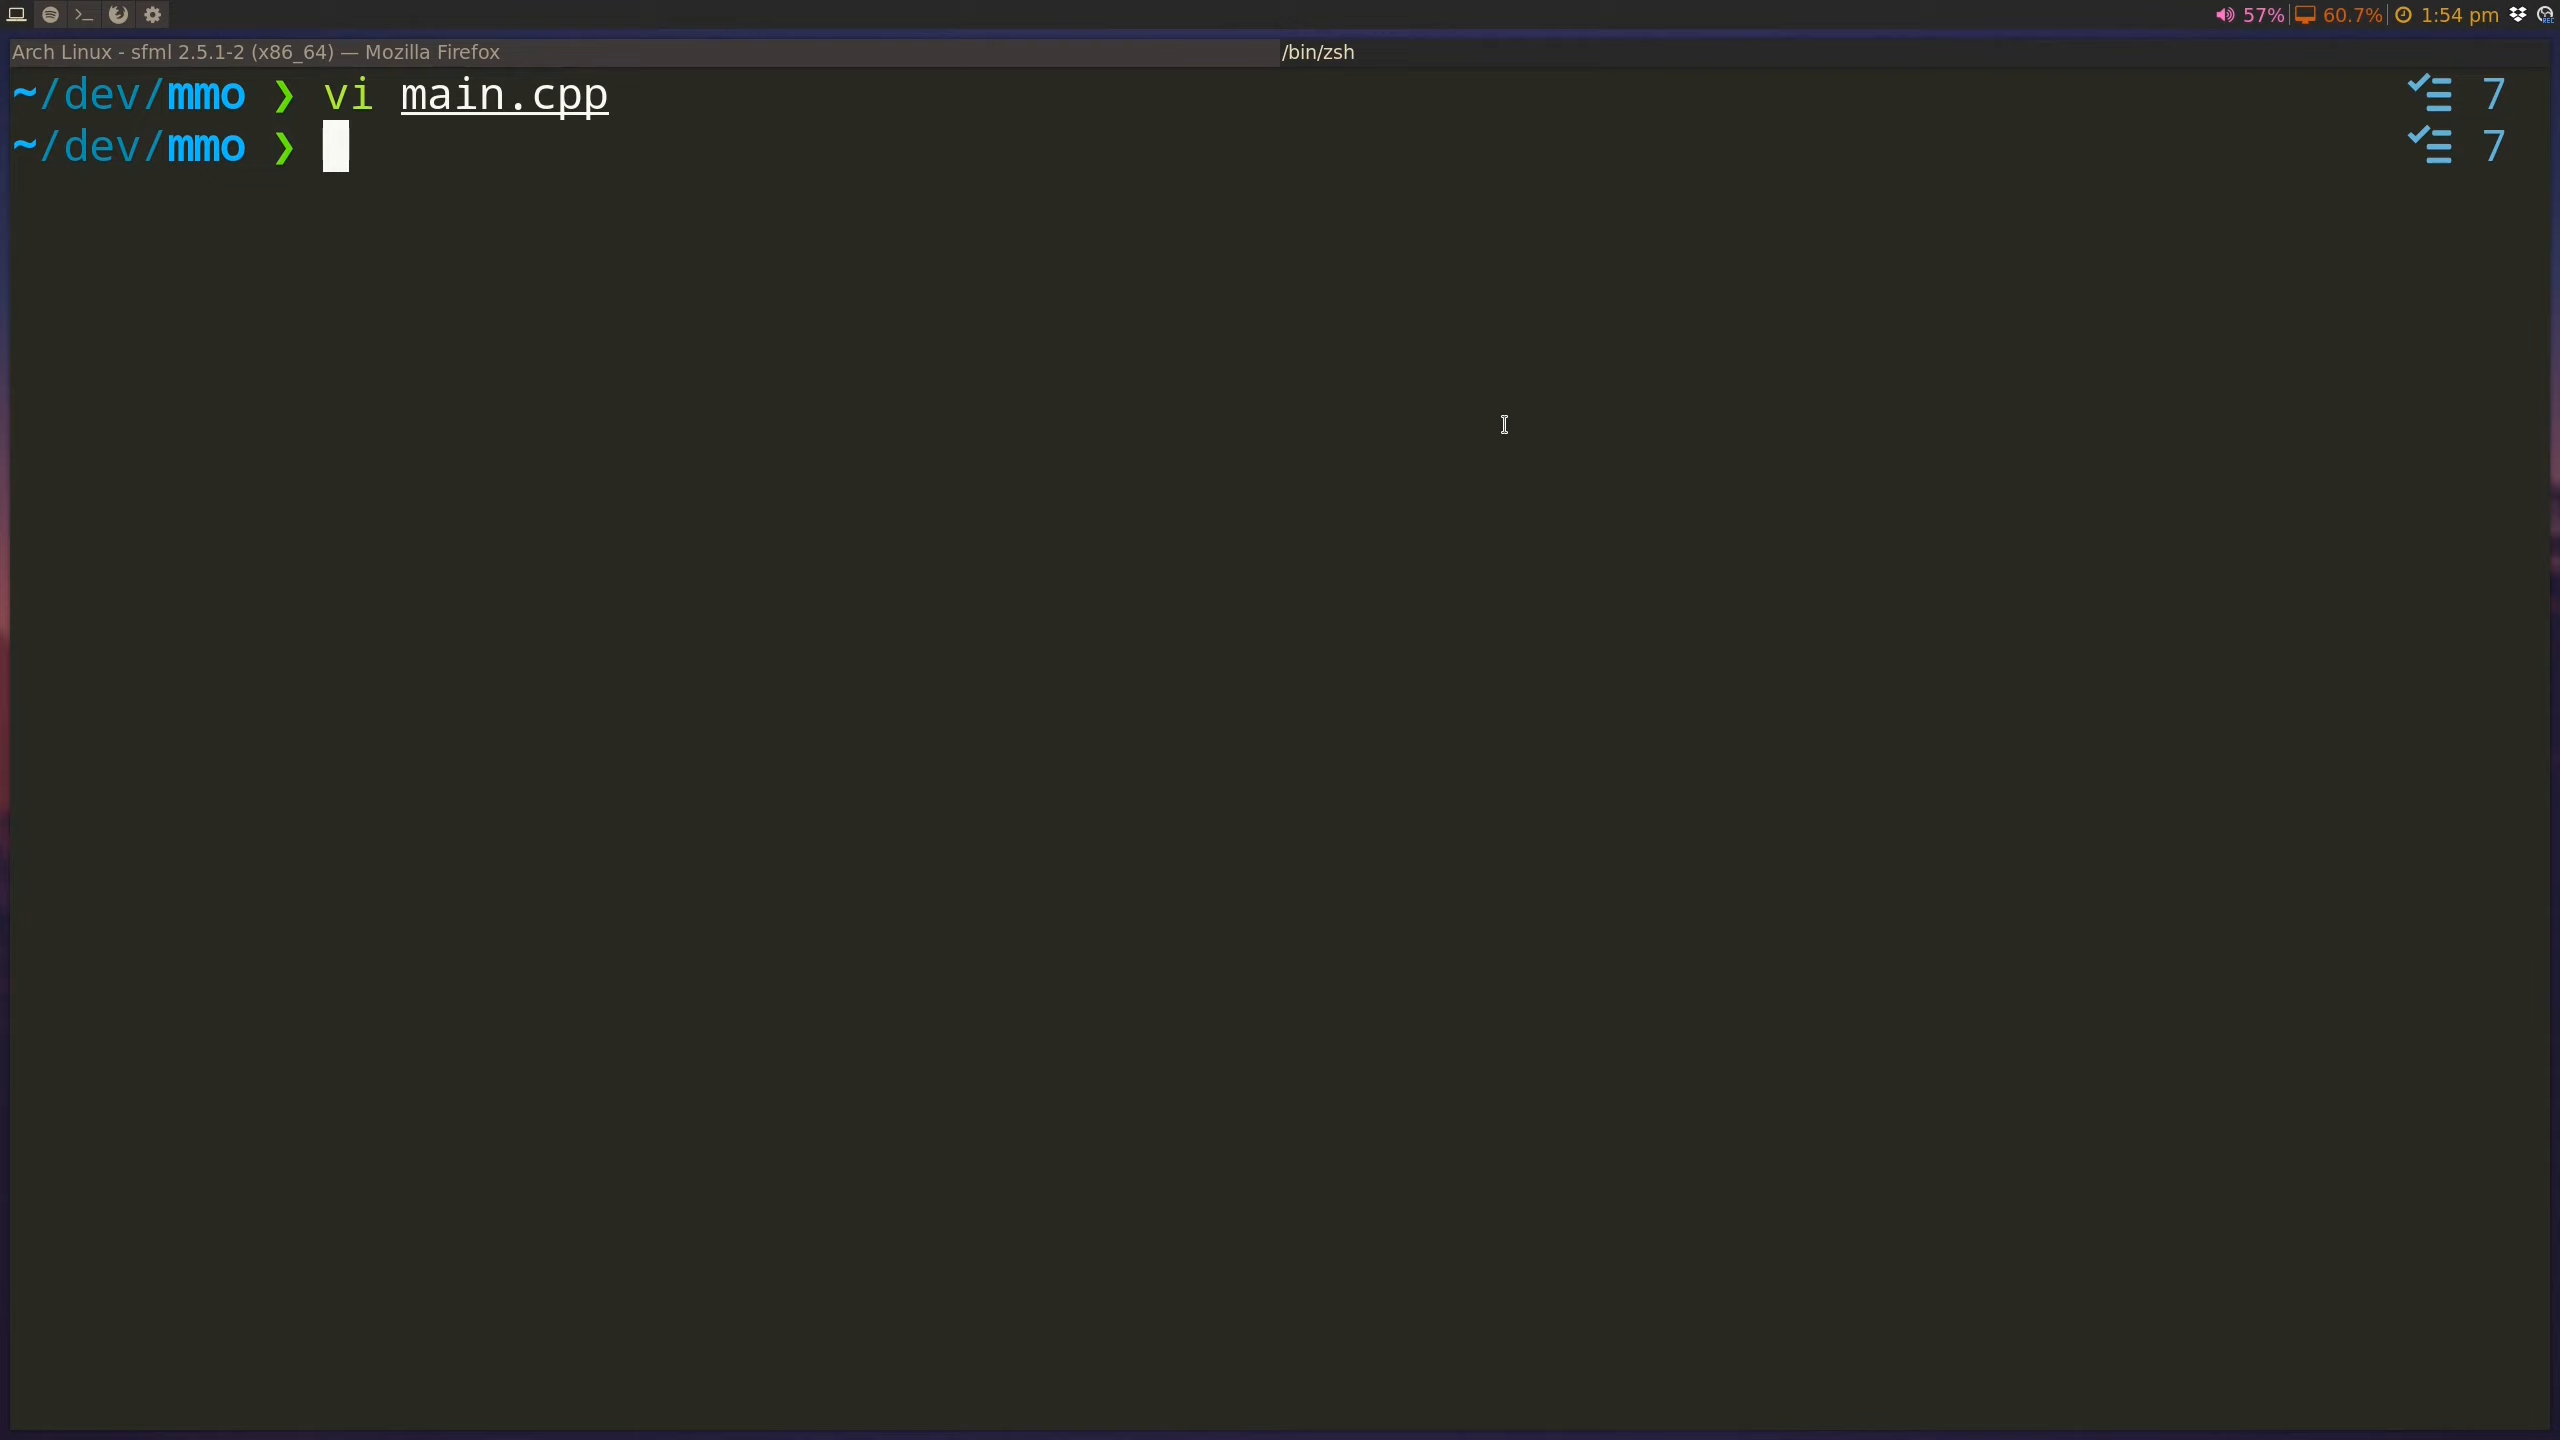 57% 60.7% 1:54 pm
Arch Linux - sfml 2.5.1-2 (x86_64) — Mozilla Firefox
/bin/zsh
~/dev/mmo ❯ vi main.cpp 7
~/dev/mmo ❯ 7